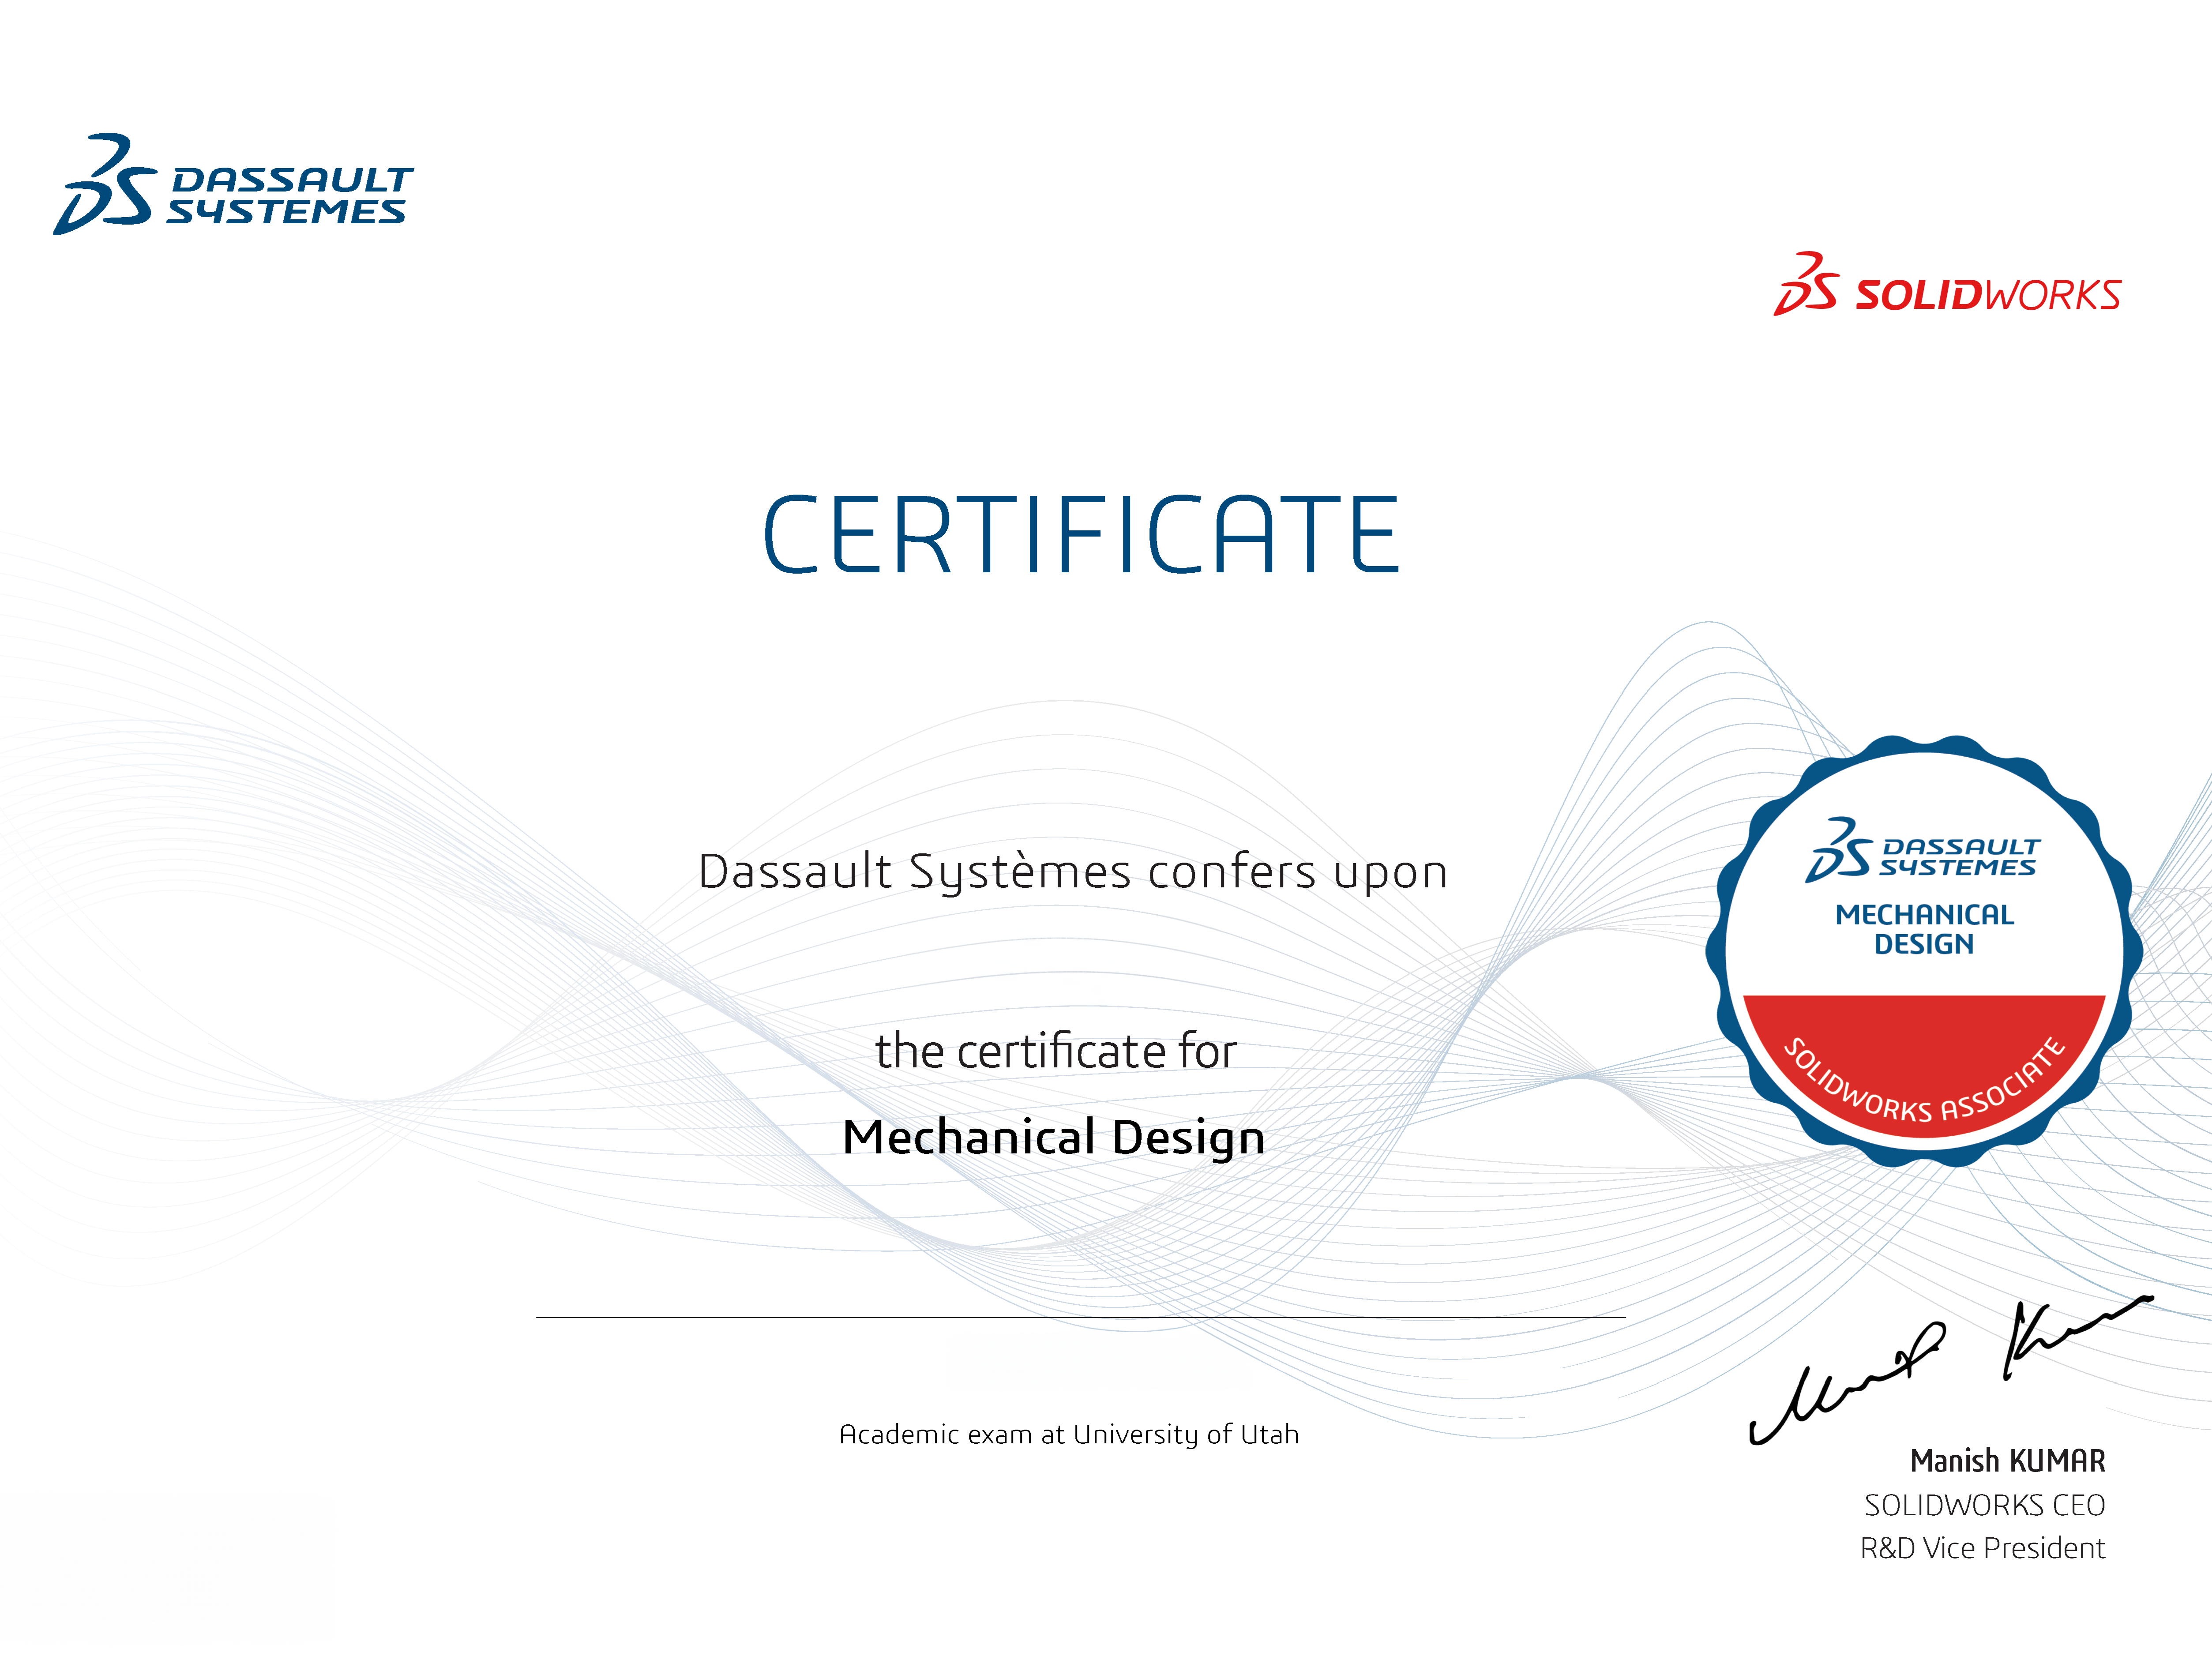 DASSAULT
SYSTEMES
SOLIDWORKS
CERTIFICATE
Dassault Systèmes confers upon
the certificate for
Mechanical Design
DASSAULT
SYSTEMES
MECHANICAL
DESIGN
SOLIDWORKS ASSOCIATE
Academic exam at University of Utah
Manish KUMAR
SOLIDWORKS CEO
R&D Vice President